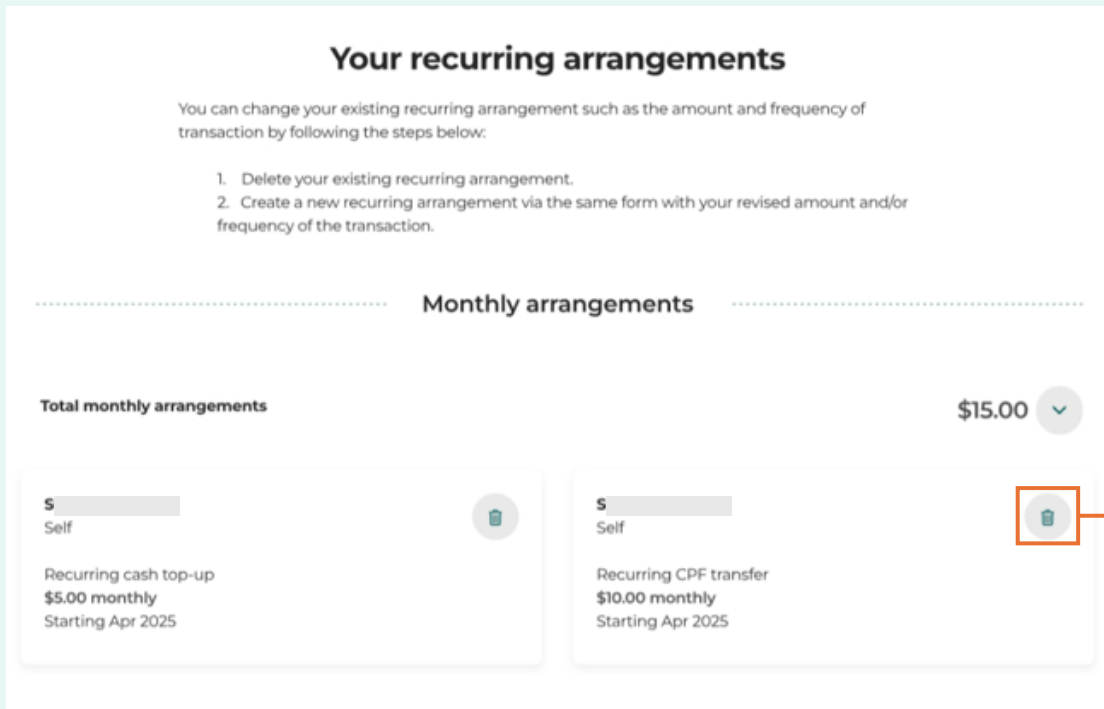 Your recurring arrangements
You can change your existing recurring arrangement such as the amount and frequency of
transaction by following the steps below:
1. Delete your existing recurring arrangement.
2. Create a new recurring arrangement via the same form with your revised amount and/or
frequency of the transaction.
Monthly arrangements
Total monthly arrangements
$15.00
S
Self
Recurring cash top-up
$5.00 monthly
Starting Apr 2025
S
Self
Recurring CPF transfer
$10.00 monthly
Starting Apr 2025